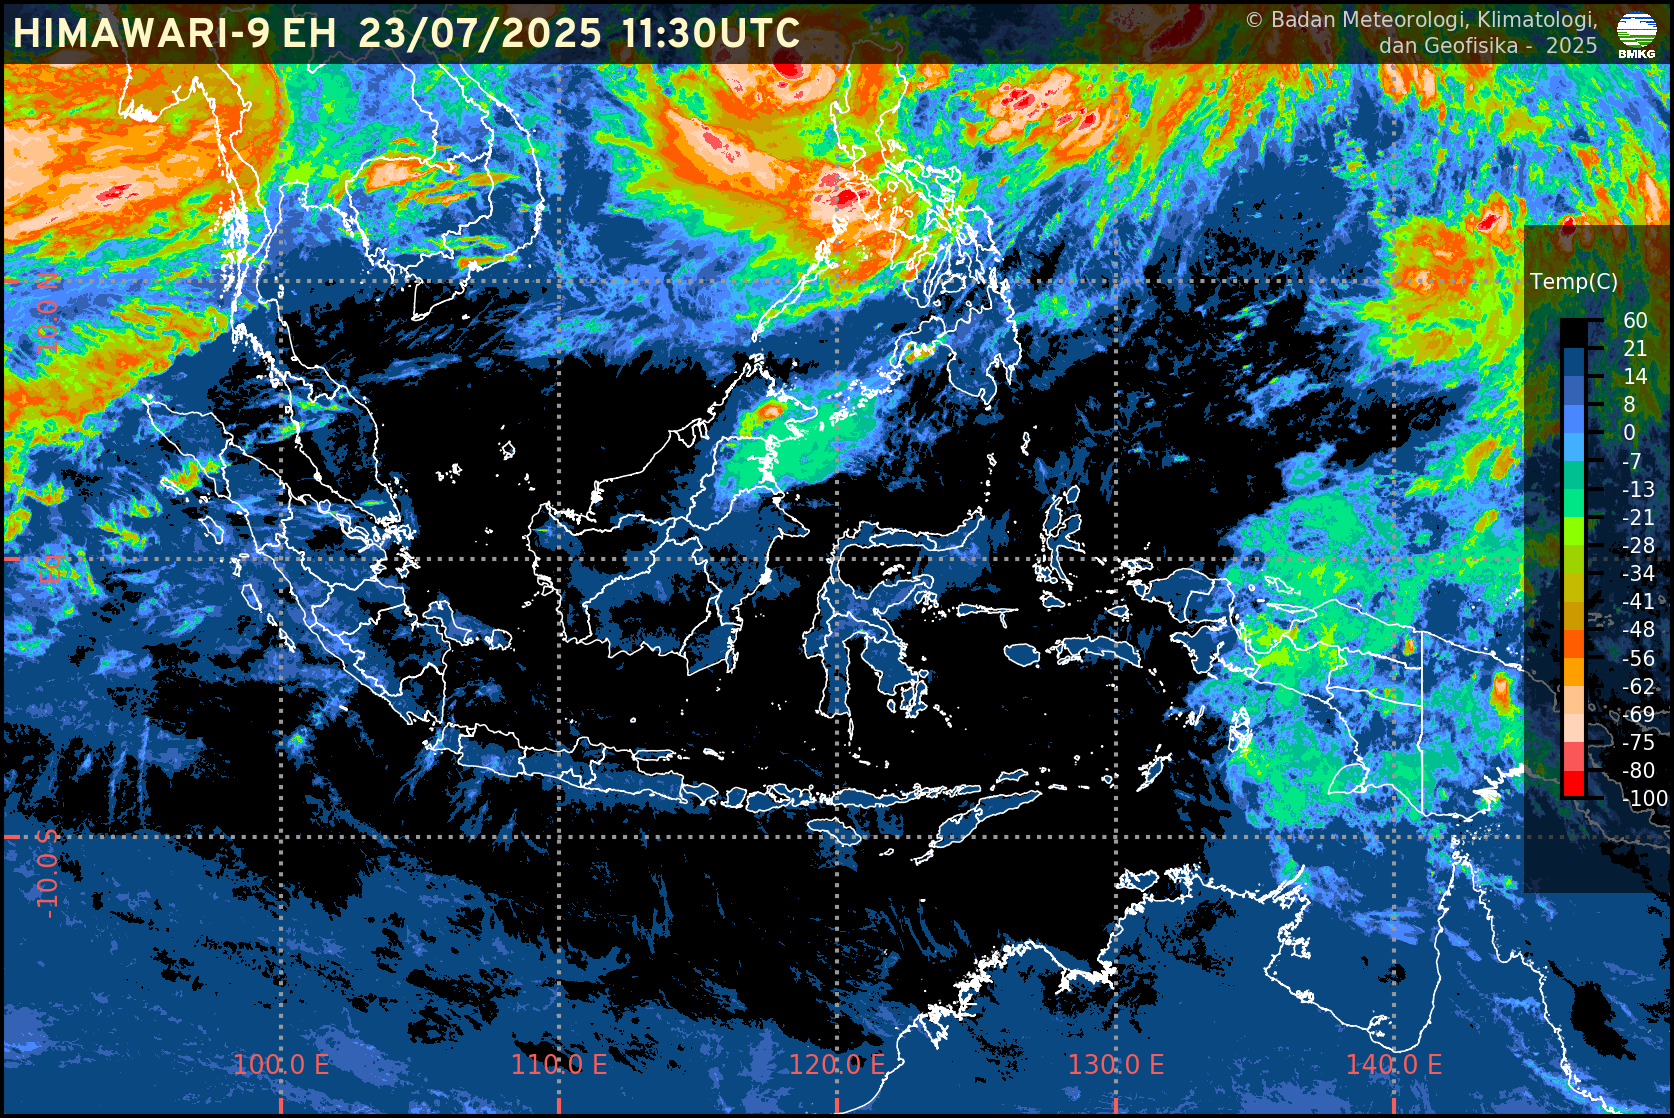 HIMAWARI-9 EH 23/07/2025 11:30UTC
© Badan Meteorologi, Klimatologi,
dan Geofisika - 2025
BMKG
Temp(C)
60
21
14
8
0
-7
-13
-21
-28
-34
-41
-48
-56
-62
-69
-75
-80
-100
10.0 N
EQ
-10.0 S
100.0 E
110.0 E
120.0 E
130.0 E
140.0 E